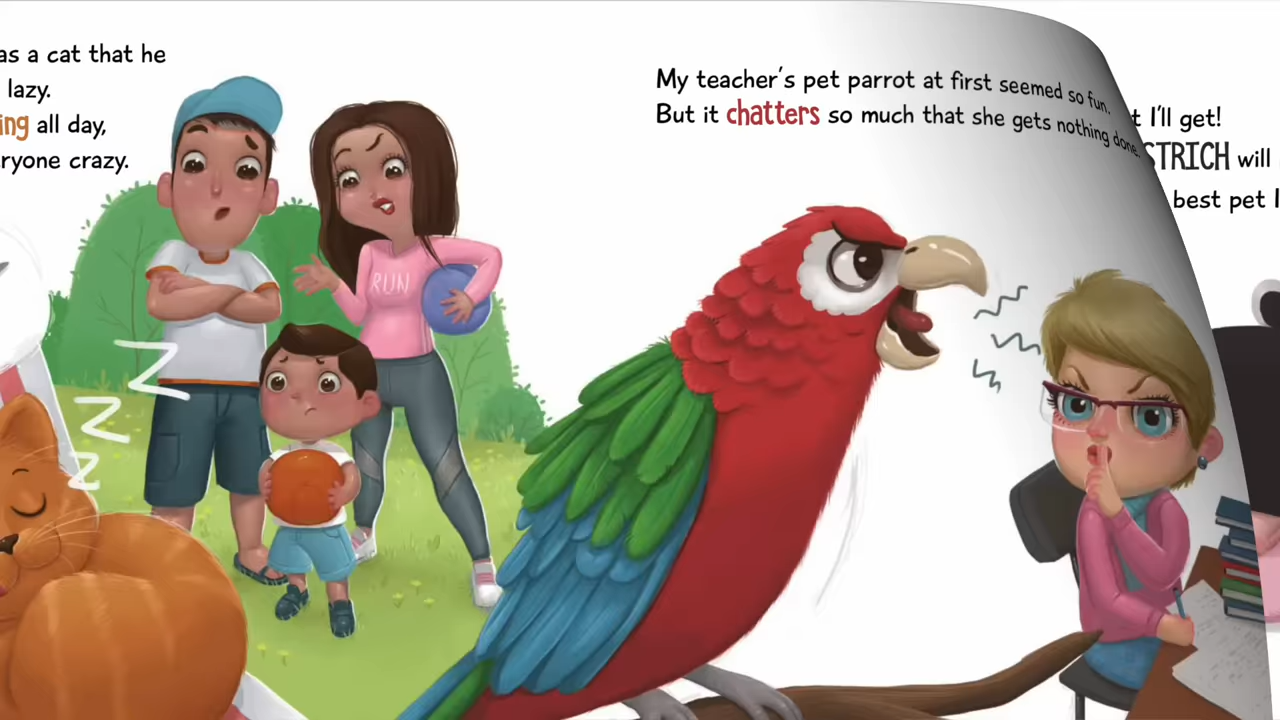 as a cat that he
lazy.
ing all day,
ryone crazy.
RUN
Z
Z
Z
My teacher's pet parrot at first seemed so fun.
But it chatters so much that she gets nothing done.
t I'll get!
STRICH will
best pet I